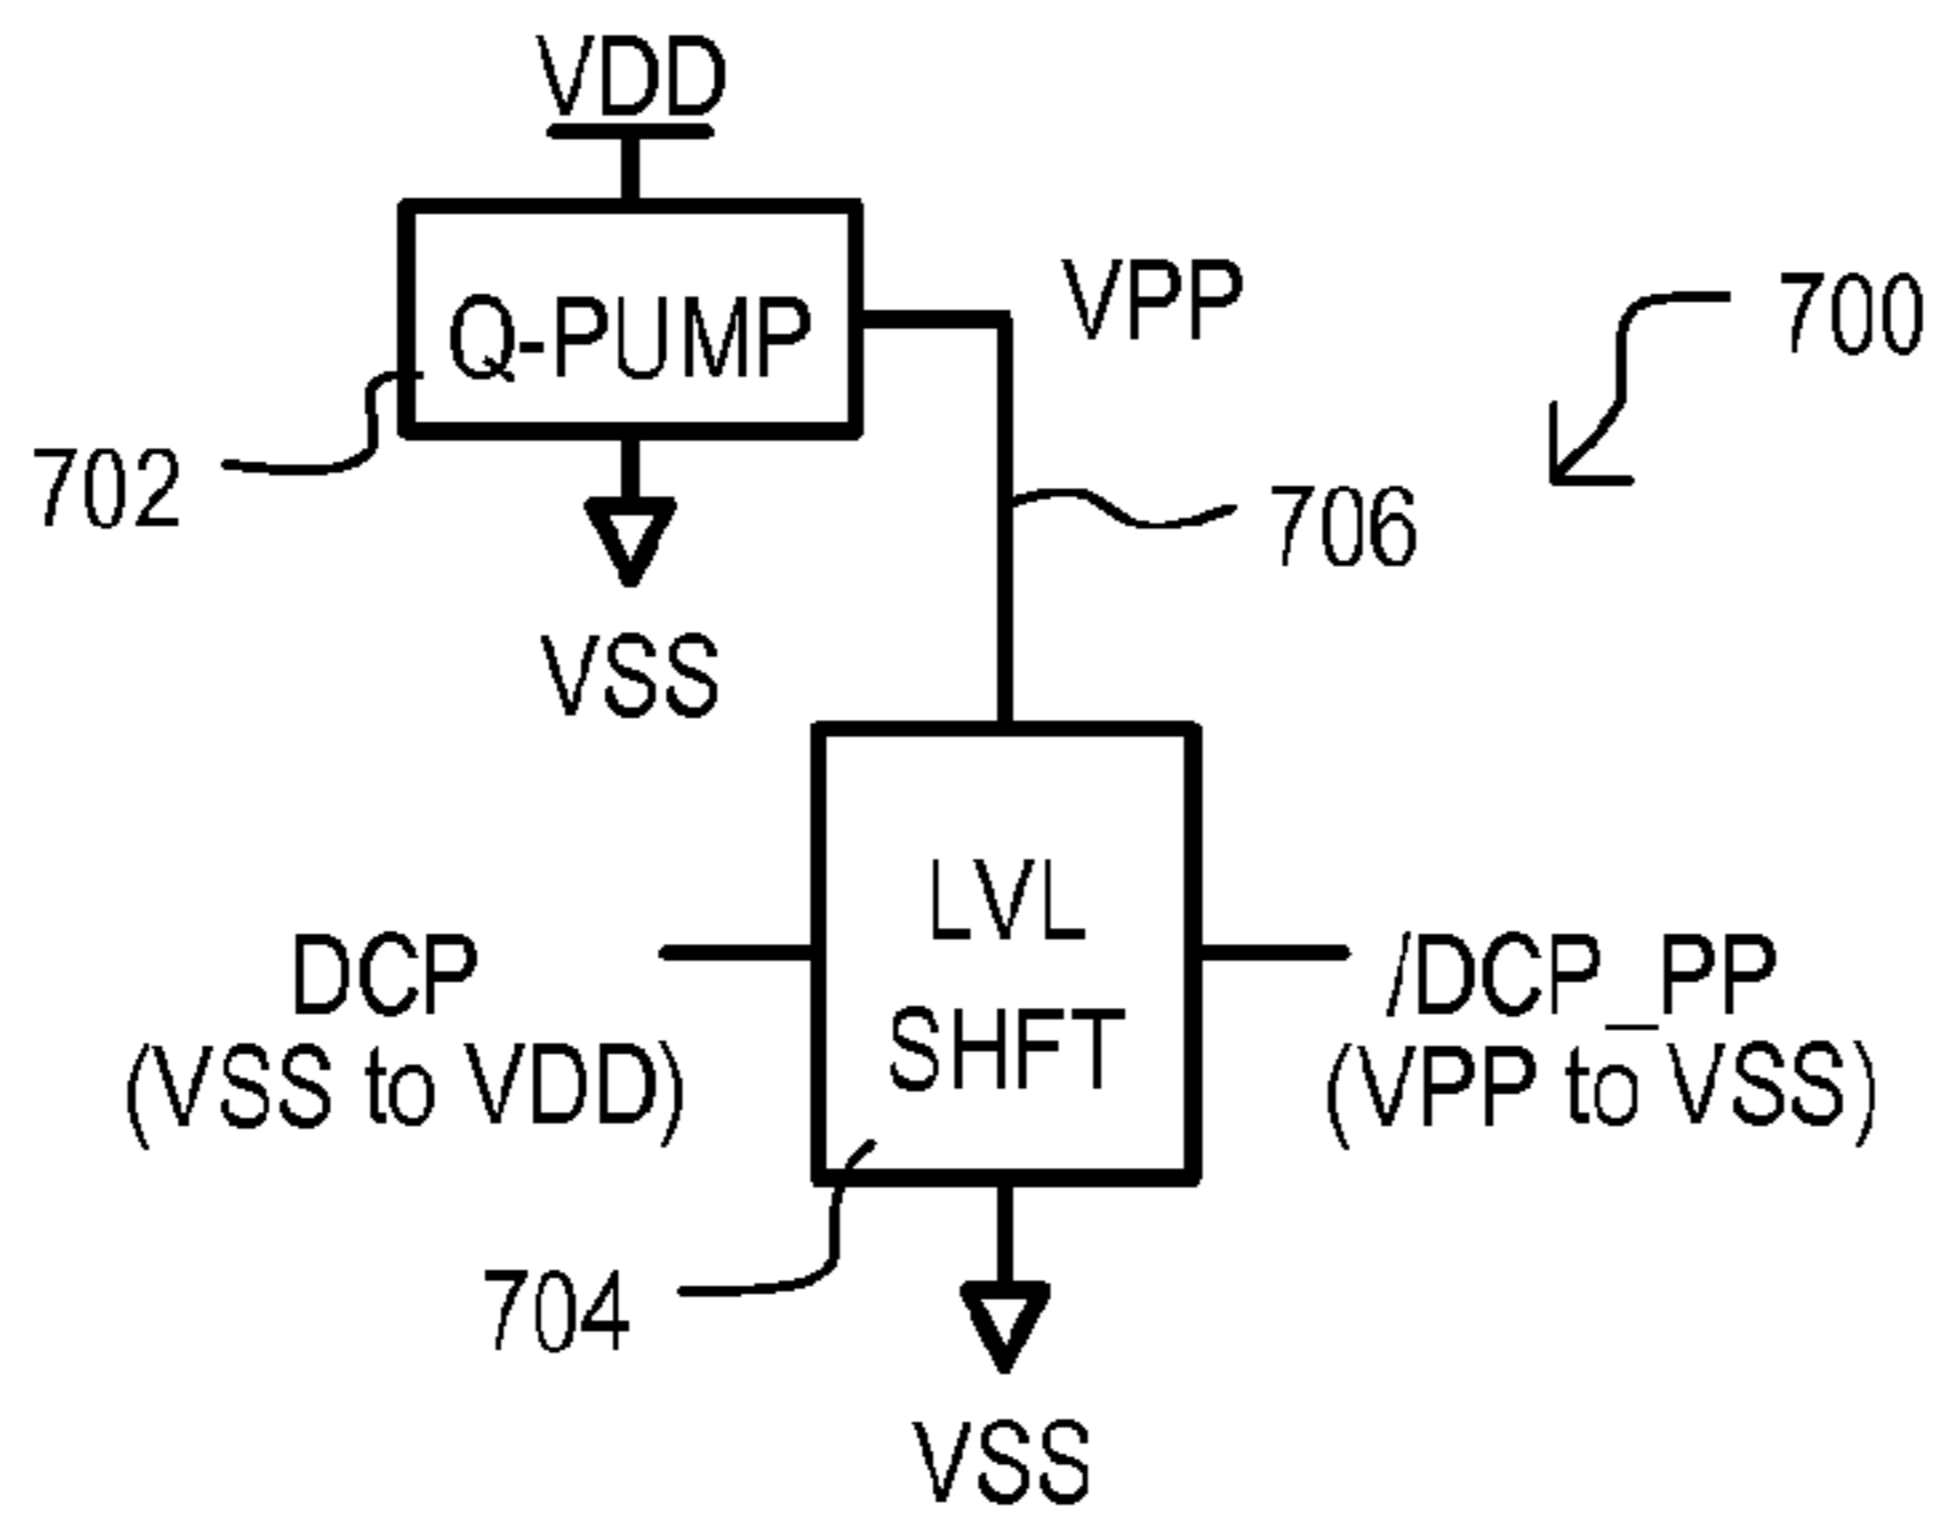 VDD
Q-PUMP
VPP
700
702
706
VSS
LVL
SHFT
DCP
(VSS to VDD)
/DCP_PP
(VPP to VSS)
704
VSS